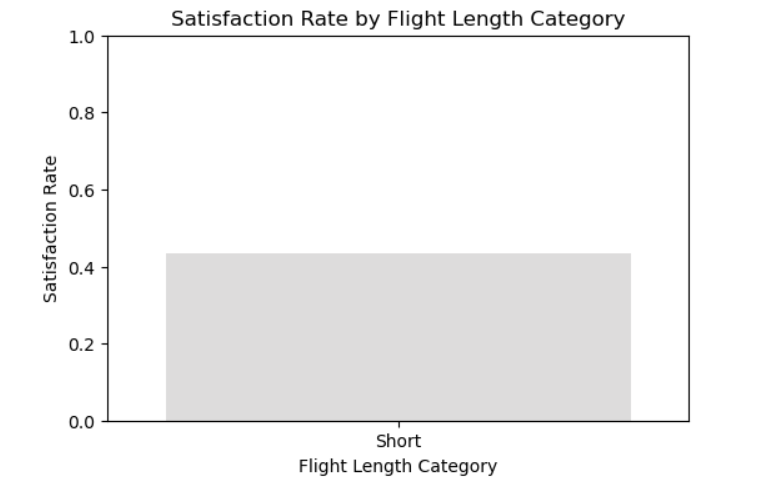 Satisfaction Rate by Flight Length Category
1.0
0.8
0.6
0.4
0.2
0.0
Satisfaction Rate
Short
Flight Length Category